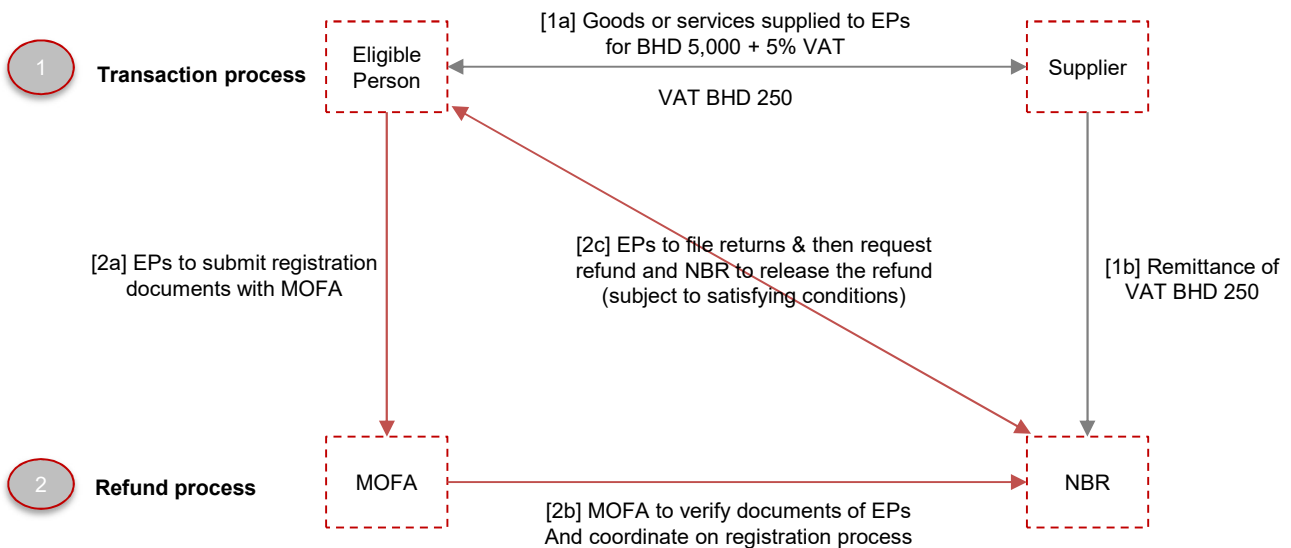 [1a] Goods or services supplied to EPs
for BHD 5,000 + 5% VAT
1
Transaction process
Eligible
Person
Supplier
VAT BHD 250
[2a] EPs to submit registration
documents with MOFA
[2c] EPs to file returns & then request
refund and NBR to release the refund
(subject to satisfying conditions)
[1b] Remittance of
VAT BHD 250
2
Refund process
MOFA
NBR
[2b] MOFA to verify documents of EPs
And coordinate on registration process